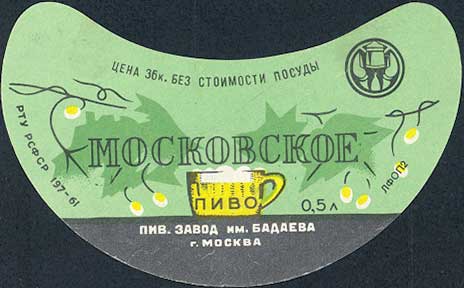 ЦЕНА 36к. БЕЗ СТОИМОСТИ ПОСУДЫ
РТУ РСФСР 197-61
МОСКОВСКОЕ
ПИВО
0,5 л
ЛФОП2
ПИВ. ЗАВОД им. БАДАЕВА
г. МОСКВА